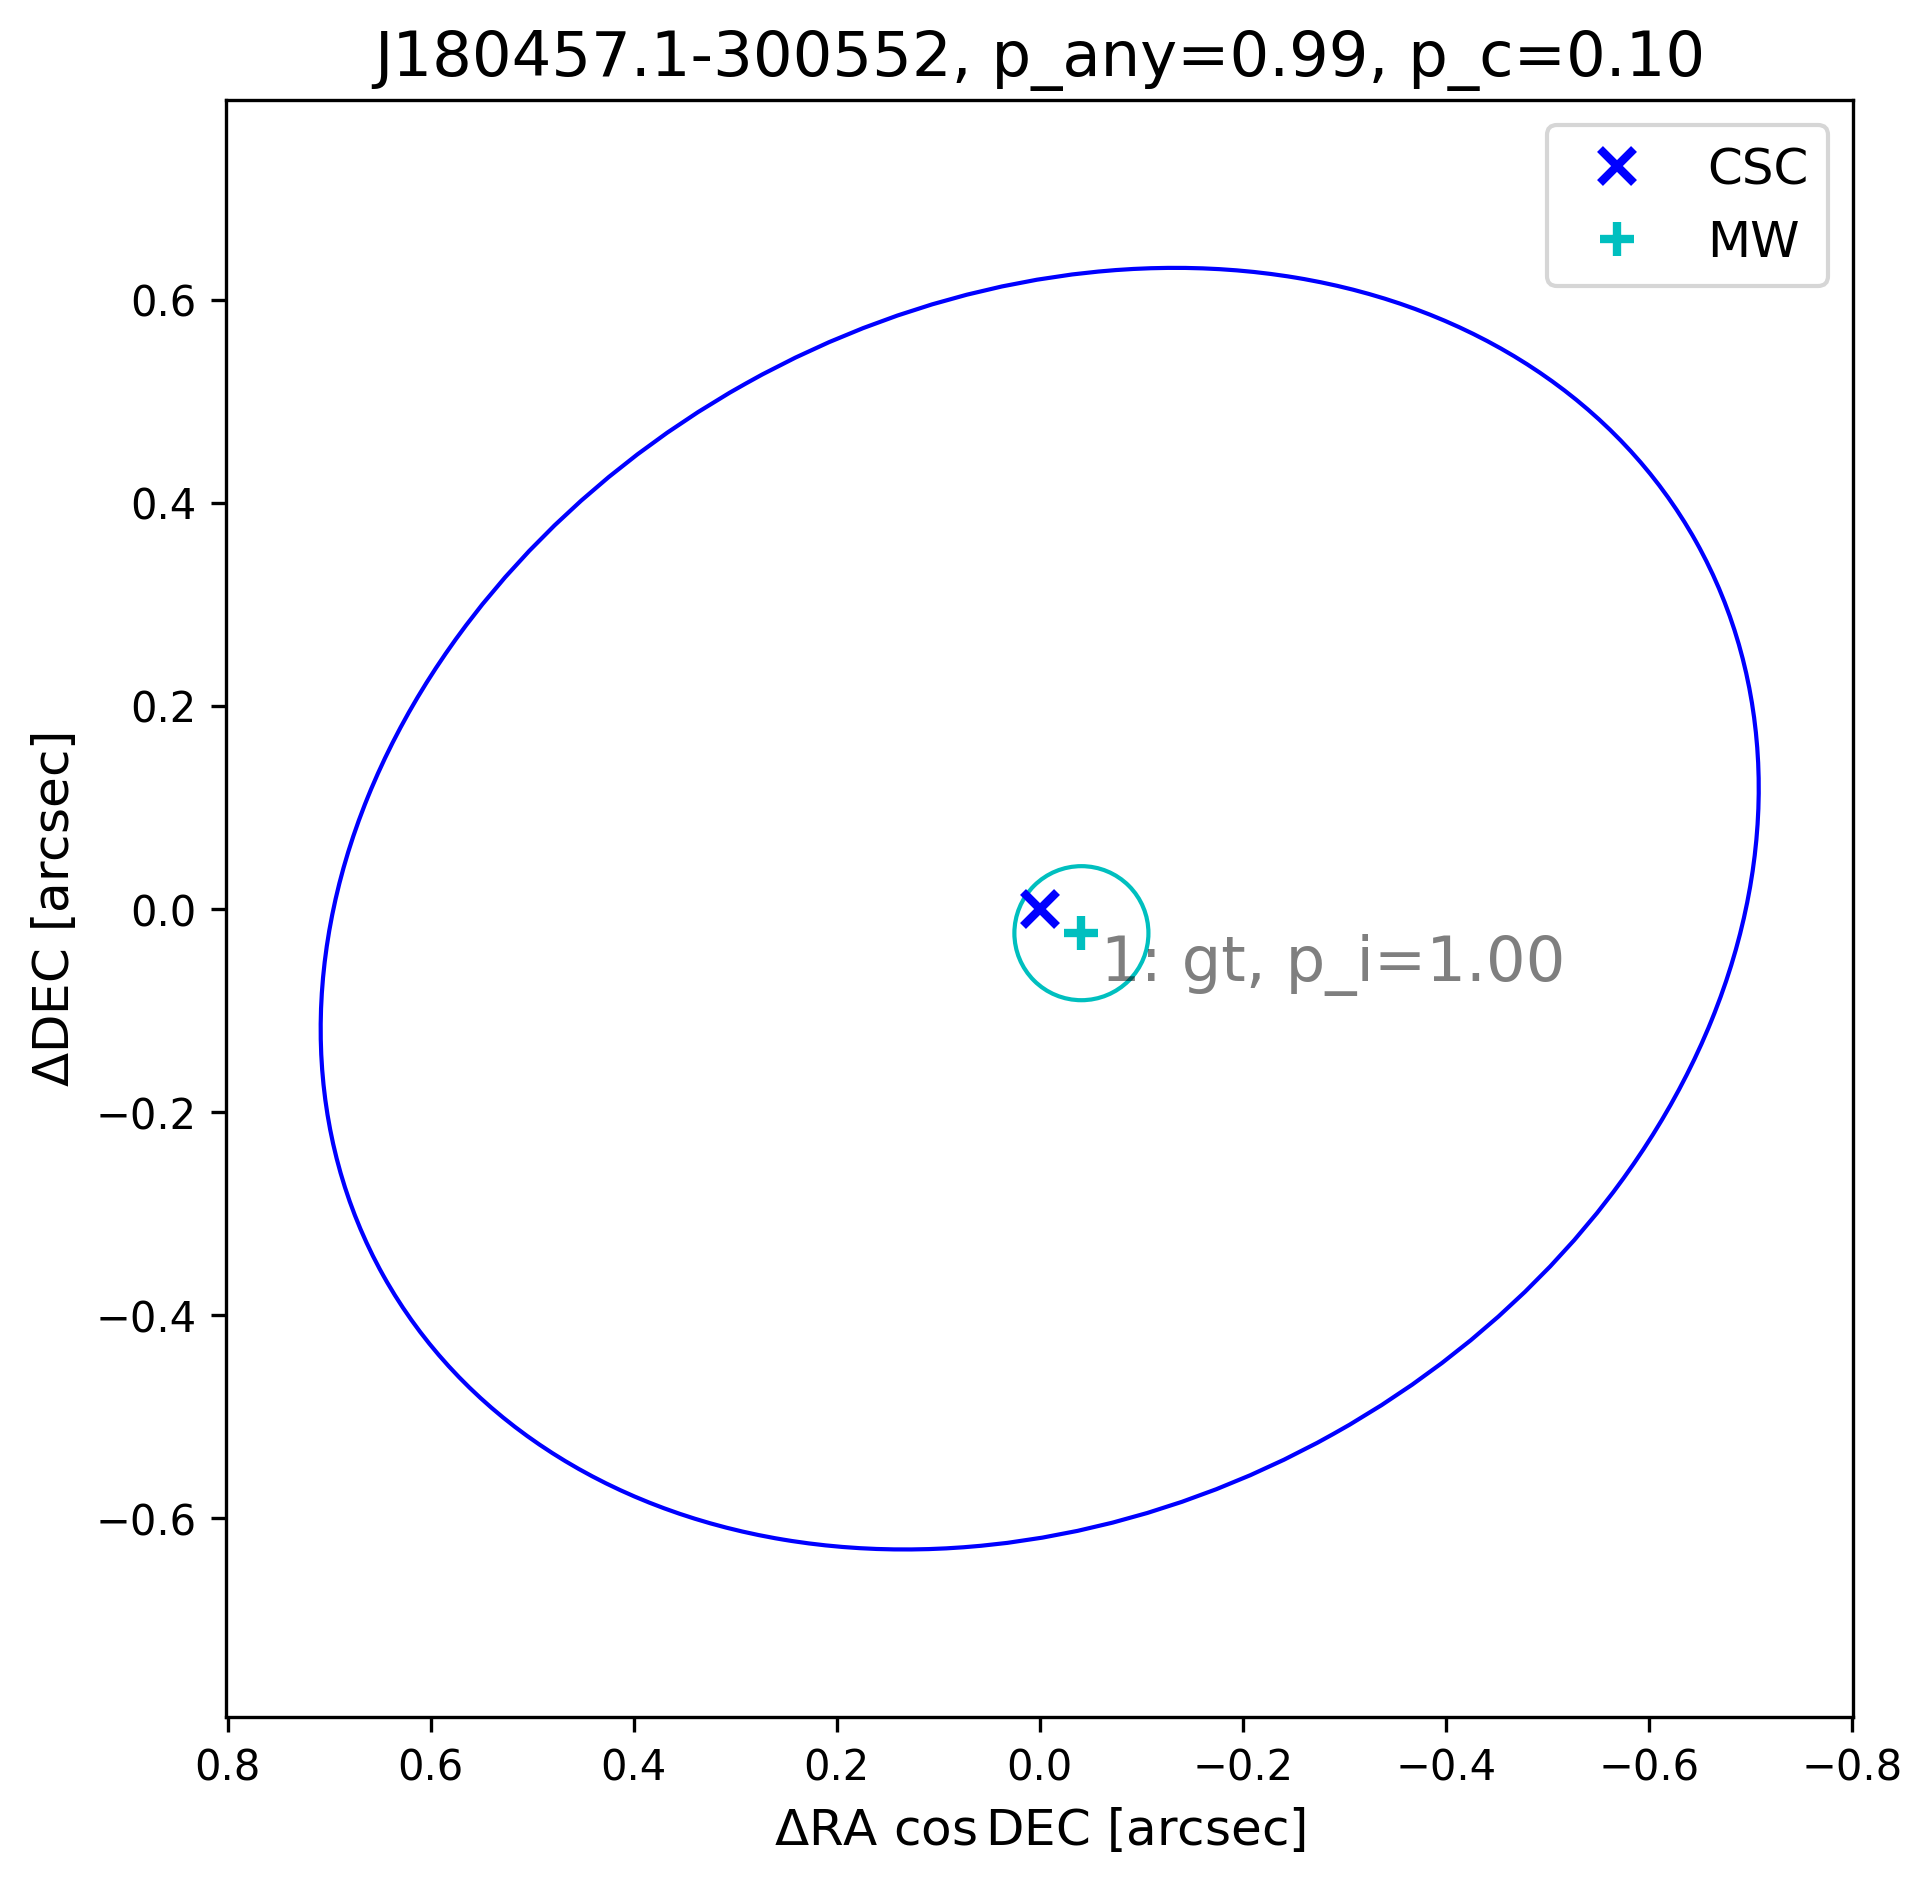 J180457.1-300552, p_any=0.99, p_c=0.10
CSC
MW
0.6
0.4
0.2
0.0
−0.2
−0.4
−0.6
ΔDEC [arcsec]
1: gt, p_i=1.00
0.8 0.6 0.4 0.2 0.0 −0.2 −0.4 −0.6 −0.8
ΔRA cos DEC [arcsec]